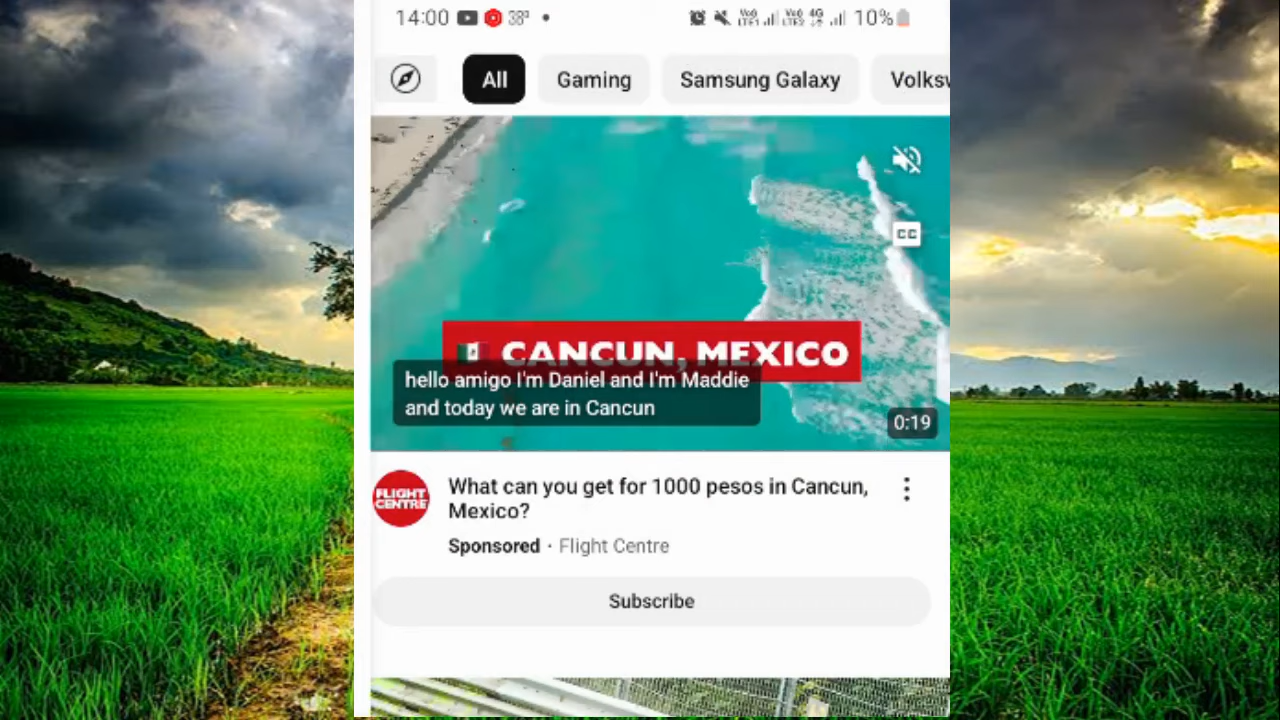 14:00 38° 4G 10%
All Gaming Samsung Galaxy Volksv
CANCUN, MEXICO
hello amigo I'm Daniel and I'm Maddie
and today we are in Cancun
CC
0:19
FLIGHT
CENTRE
What can you get for 1000 pesos in Cancun,
Mexico?
Sponsored · Flight Centre
Subscribe